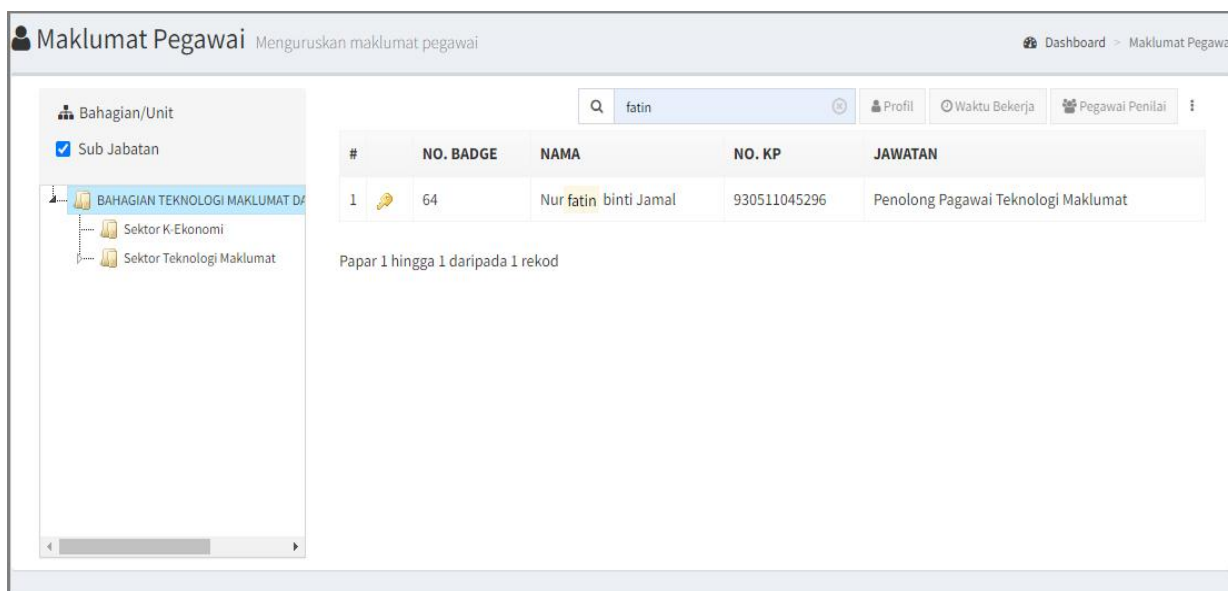 Maklumat Pegawai Menguruskan maklumat pegawai
Dashboard > Maklumat Pegawa
Bahagian/Unit
Sub Jabatan
BAHAGIAN TEKNOLOGI MAKLUMAT DA
Sektor K-Ekonomi
Sektor Teknologi Maklumat
fatin
Profil Waktu Bekerja Pegawai Penilai
# NO. BADGE NAMA NO. KP JAWATAN
1 64 Nur fatin binti Jamal 930511045296 Penolong Pagawai Teknologi Maklumat
Papar 1 hingga 1 daripada 1 rekod